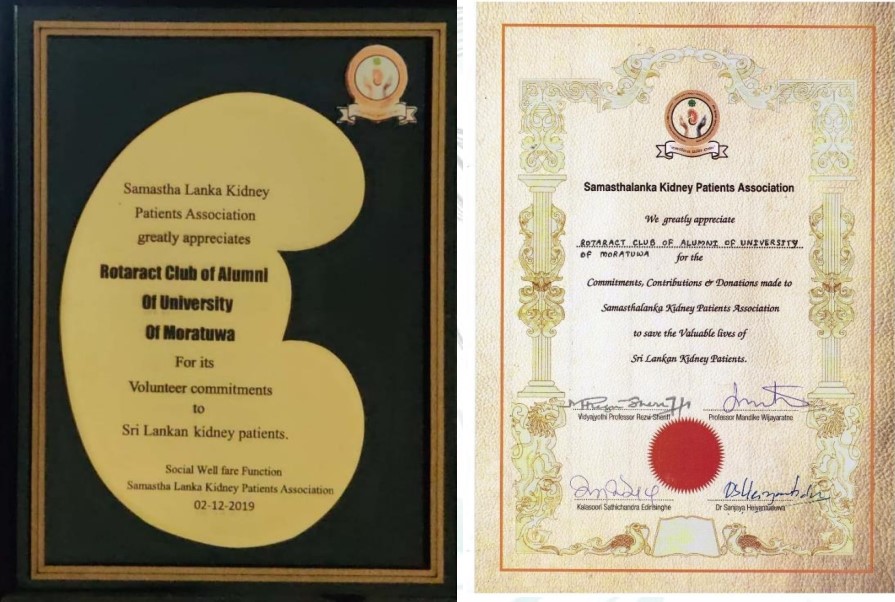 Samastha Lanka Kidney
Patients Association
greatly appreciates
Rotaract Club of Alumni
Of University
Of Moratuwa
For its
Volunteer commitments
to
Sri Lankan kidney patients.
Social Well fare Function
Samastha Lanka Kidney Patients Association
02-12-2019
Samasthalanka Kidney Patients Association
We greatly appreciate
ROTARACT CLUB OF ALUMNI OF UNIVERSITY
OF MORATUWA for the
Commitments, Contributions & Donations made to
Samasthalanka Kidney Patients Association
to save the Valuable lives of
Sri Lankan Kidney Patients.
Vidyajyothi Professor Rezvi Sheriff
Professor Mandike Wijayaratne
Kalasoori Sathichandra Edirisinghe
Dr Sanjaya Heiyantuduwa